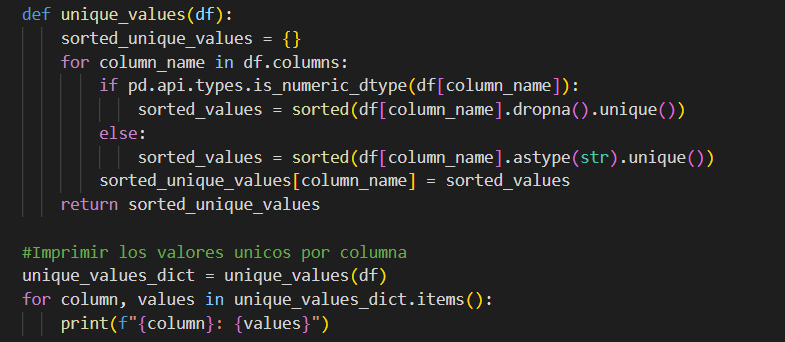 def unique_values(df):
    sorted_unique_values = {}
    for column_name in df.columns:
        if pd.api.types.is_numeric_dtype(df[column_name]):
            sorted_values = sorted(df[column_name].dropna().unique())
        else:
            sorted_values = sorted(df[column_name].astype(str).unique())
        sorted_unique_values[column_name] = sorted_values
    return sorted_unique_values

#Imprimir los valores unicos por columna
unique_values_dict = unique_values(df)
for column, values in unique_values_dict.items():
    print(f"{column}: {values}")